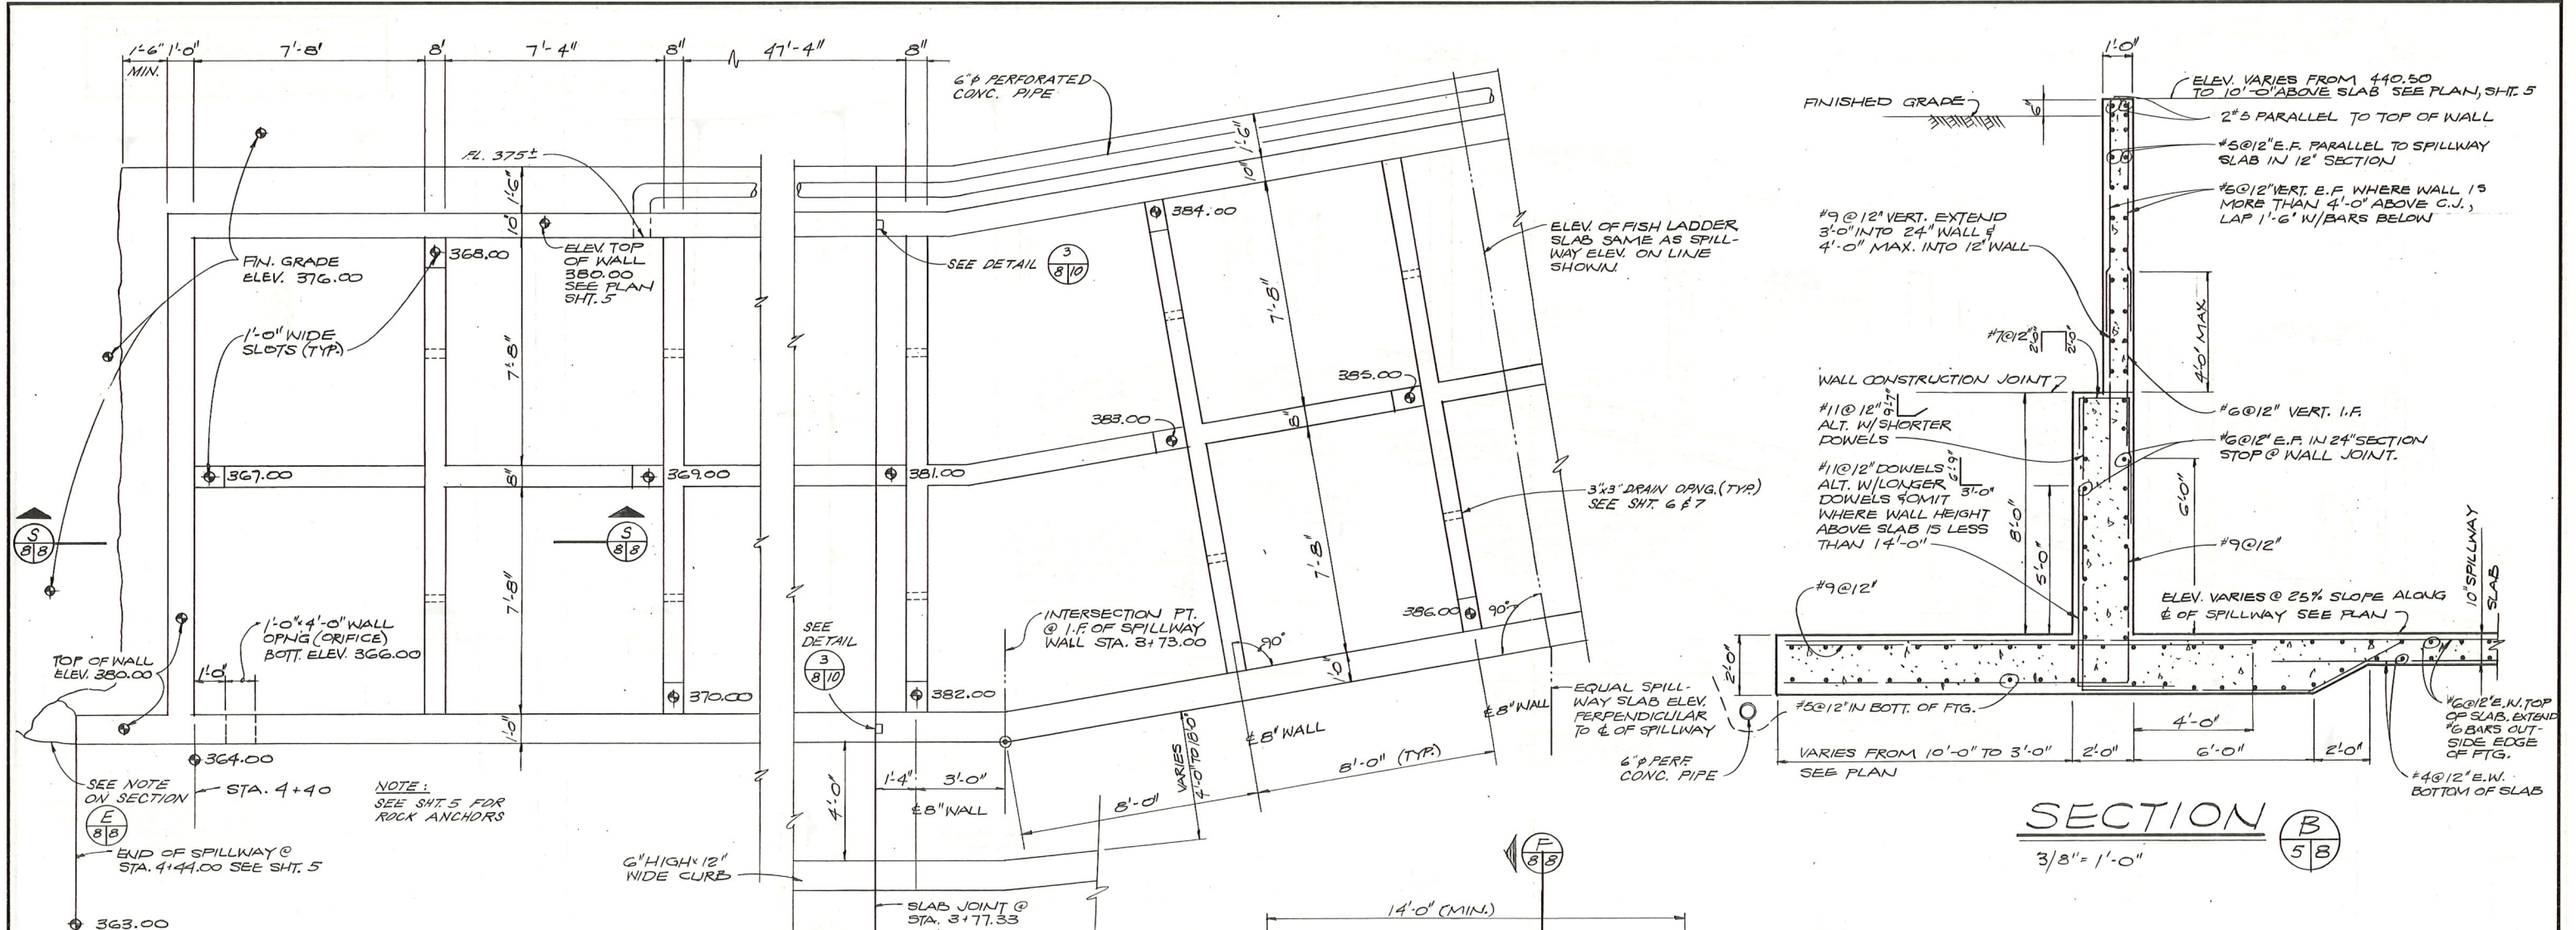 1'-6" 1'-0" 7'-8' 8' 7'-4" 8" 47'-4" 8"
MIN.
6"ϕ PERFORATED
CONC. PIPE
FL. 375±
1'-6"
10"
1'-6"
10"
384.00
ELEV. OF FISH LADDER
SLAB SAME AS SPILL-
WAY ELEV. ON LINE
SHOWN.
FIN. GRADE
ELEV. 376.00
368.00
ELEV. TOP
OF WALL
380.00
SEE PLAN
SHT. 5
SEE DETAIL
3
8 10
1'-0" WIDE
SLOTS (TYP.)
7'-8"
7'-8"
385.00
383.00
8"
367.00
8"
369.00
381.00
3"x3" DRAIN OPNG. (TYP.)
SEE SHT. 6 & 7
S
8 8
S
8 8
7'-8"
7'-8"
386.00
90°
90°
1'-0"x4'-0" WALL
OPNG (ORIFICE)
BOTT. ELEV. 366.00
SEE
DETAIL
3
8 10
INTERSECTION PT.
@ I.F. OF SPILLWAY
WALL STA. 3+73.00
TOP OF WALL
ELEV. 380.00
1'-0"
370.00
382.00
1'-0"
1'-0"
EQUAL SPILL-
WAY SLAB ELEV.
PERPENDICULAR
TO ℄ OF SPILLWAY
℄8" WALL
℄8" WALL
364.00
SEE NOTE
ON SECTION
E
8 8
STA. 4+40
NOTE:
SEE SHT. 5 FOR
ROCK ANCHORS
4'-0"
1'-4" 3'-0"
℄8" WALL
VARIES
4'-0" TO 18'-0"
8'-0"
8'-0" (TYP.)
END OF SPILLWAY @
STA. 4+44.00 SEE SHT. 5
363.00
6" HIGH x 12"
WIDE CURB
SLAB JOINT @
STA. 3+77.33
F
8 8
14'-0" (MIN.)
1'-0"
ELEV. VARIES FROM 440.50
TO 10'-0" ABOVE SLAB SEE PLAN, SHT. 5
FINISHED GRADE
6"
2#5 PARALLEL TO TOP OF WALL
#5@12" E.F. PARALLEL TO SPILLWAY
SLAB IN 12" SECTION
#5@12" VERT. E.F. WHERE WALL IS
MORE THAN 4'-0" ABOVE C.J.,
LAP 1'-6" W/BARS BELOW
#9 @ 12" VERT. EXTEND
3'-0" INTO 24" WALL &
4'-0" MAX. INTO 12" WALL
4'-0" MAX.
#7@12" 2'-0" 2'-0"
WALL CONSTRUCTION JOINT
#11@ 12" 9'-7"
ALT. W/SHORTER
DOWELS
#6@12" VERT. I.F.
#6@12" E.F. IN 24" SECTION
STOP @ WALL JOINT.
#11@12" DOWELS 6'-9"
ALT. W/LONGER 3'-0"
DOWELS & OMIT
WHERE WALL HEIGHT
ABOVE SLAB IS LESS
THAN 14'-0"
8'-0"
5'-0"
6'-0"
#9@12"
#9@12"
ELEV. VARIES @ 25% SLOPE ALONG
℄ OF SPILLWAY SEE PLAN
10" SPILLWAY
SLAB
2'-0"
#5@12" IN BOTT. OF FTG.
4'-0"
#6@12" E.W. TOP
OF SLAB. EXTEND
#6 BARS OUT-
SIDE EDGE
OF FTG.
VARIES FROM 10'-0" TO 3'-0" 2'-0" 6'-0" 2'-0"
SEE PLAN
6"ϕ PERF.
CONC. PIPE
#4@12" E.W.
BOTTOM OF SLAB
SECTION
B
5 8
3/8" = 1'-0"